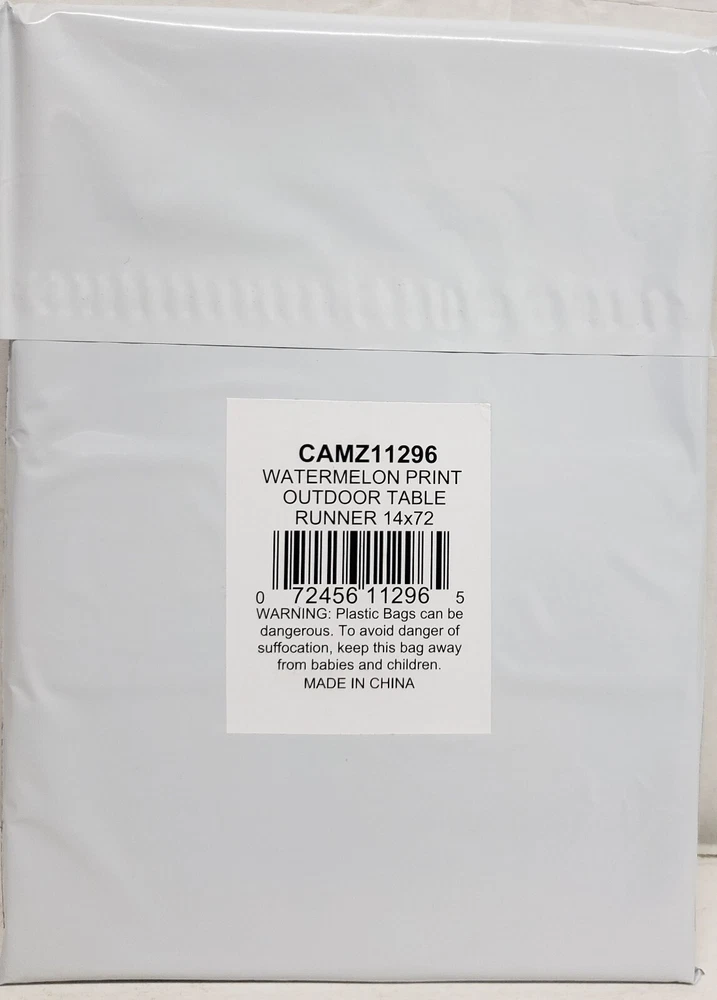 CAMZ11296
WATERMELON PRINT
OUTDOOR TABLE
RUNNER 14x72
0 72456 11296 5
WARNING: Plastic Bags can be
dangerous. To avoid danger of
suffocation, keep this bag away
from babies and children.
MADE IN CHINA